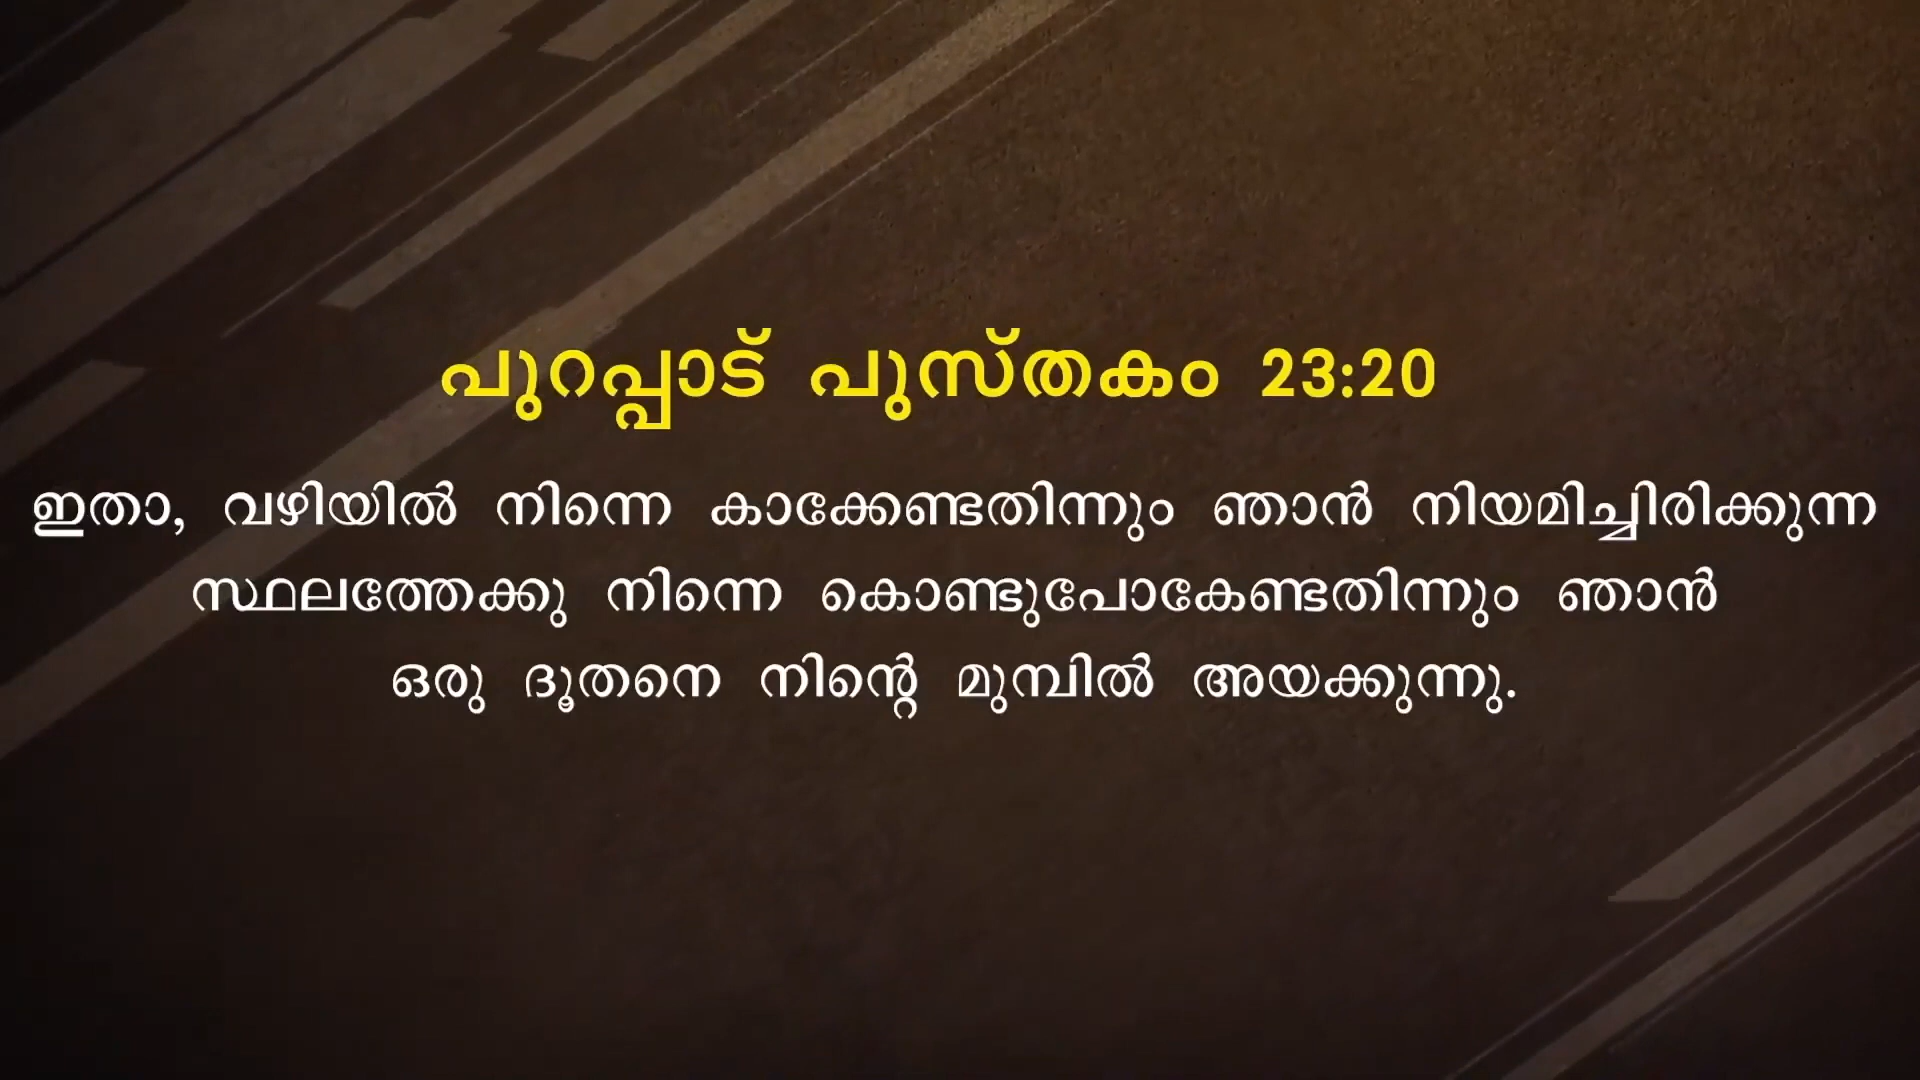 പുറപ്പാട് പുസ്തകം 23:20
ഇതാ, വഴിയിൽ നിന്നെ കാക്കേണ്ടതിന്നും ഞാൻ നിയമിച്ചിരിക്കുന്ന
സ്ഥലത്തേക്കു നിന്നെ കൊണ്ടുപോകേണ്ടതിന്നും ഞാൻ
ഒരു ദൂതനെ നിന്റെ മുമ്പിൽ അയക്കുന്നു.